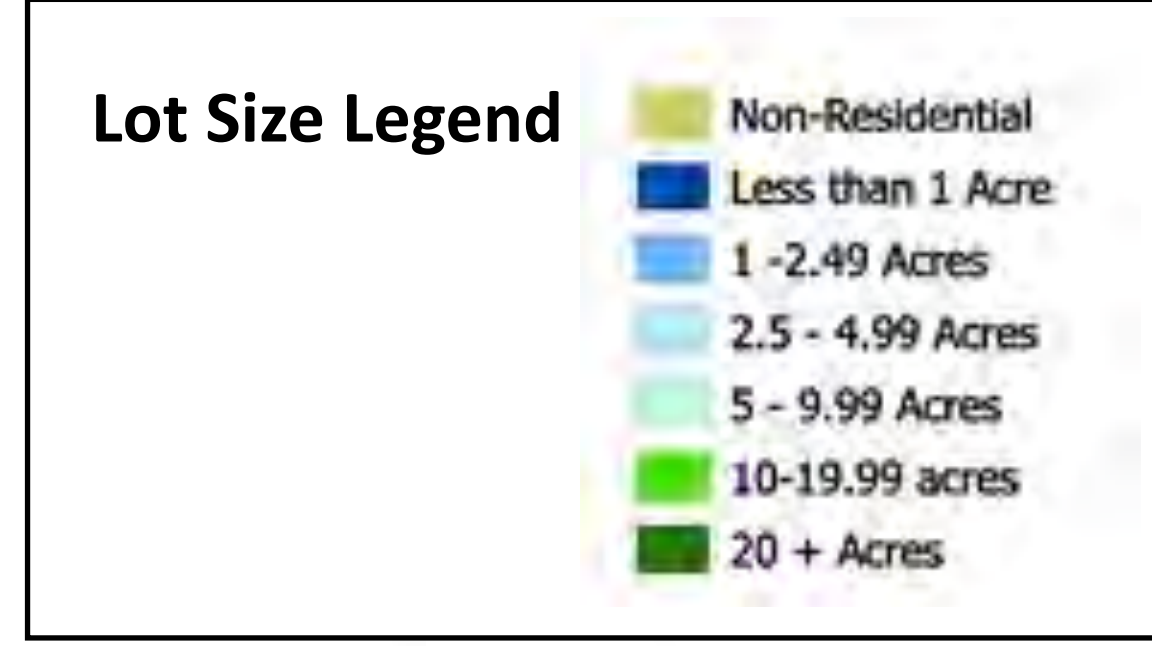 Lot Size Legend
Non-Residential
Less than 1 Acre
1 -2.49 Acres
2.5 - 4.99 Acres
5 - 9.99 Acres
10-19.99 acres
20 + Acres